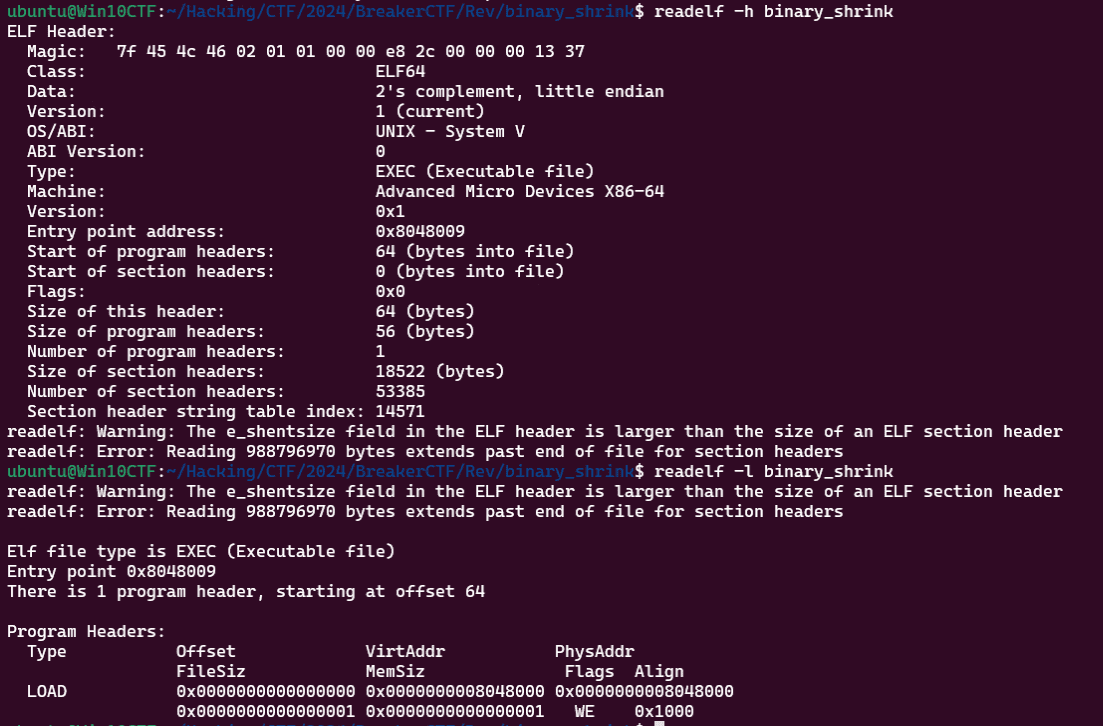 ubuntu@Win10CTF:~/Hacking/CTF/2024/BreakerCTF/Rev/binary_shrink$ readelf -h binary_shrink
ELF Header:
  Magic:   7f 45 4c 46 02 01 01 00 00 e8 2c 00 00 00 13 37
  Class:                             ELF64
  Data:                              2's complement, little endian
  Version:                           1 (current)
  OS/ABI:                            UNIX - System V
  ABI Version:                       0
  Type:                              EXEC (Executable file)
  Machine:                           Advanced Micro Devices X86-64
  Version:                           0x1
  Entry point address:               0x8048009
  Start of program headers:          64 (bytes into file)
  Start of section headers:          0 (bytes into file)
  Flags:                             0x0
  Size of this header:               64 (bytes)
  Size of program headers:           56 (bytes)
  Number of program headers:         1
  Size of section headers:           18522 (bytes)
  Number of section headers:         53385
  Section header string table index: 14571
readelf: Warning: The e_shentsize field in the ELF header is larger than the size of an ELF section header
readelf: Error: Reading 988796970 bytes extends past end of file for section headers
ubuntu@Win10CTF:~/Hacking/CTF/2024/BreakerCTF/Rev/binary_shrink$ readelf -l binary_shrink
readelf: Warning: The e_shentsize field in the ELF header is larger than the size of an ELF section header
readelf: Error: Reading 988796970 bytes extends past end of file for section headers

Elf file type is EXEC (Executable file)
Entry point 0x8048009
There is 1 program header, starting at offset 64

Program Headers:
  Type           Offset             VirtAddr           PhysAddr
                 FileSiz            MemSiz              Flags  Align
  LOAD           0x0000000000000000 0x0000000008048000 0x0000000008048000
                 0x0000000000000001 0x0000000000000001   WE    0x1000